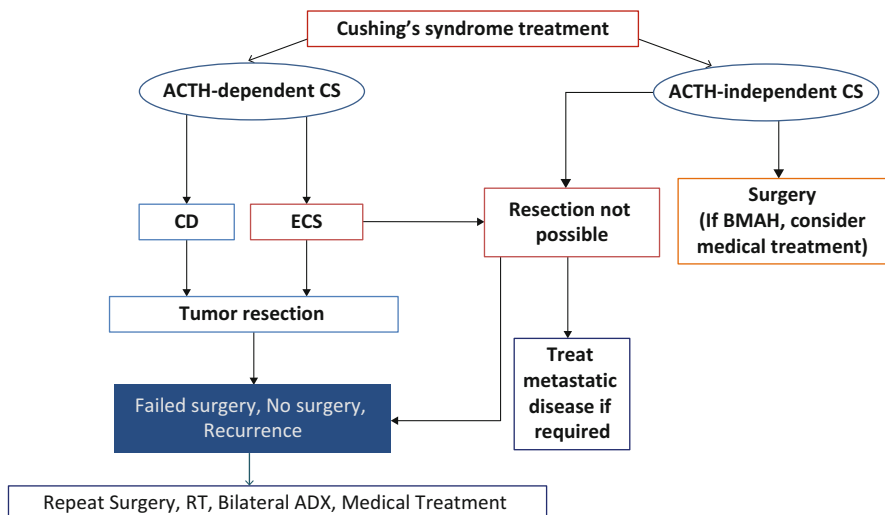 Cushing's syndrome treatment
ACTH-dependent CS
ACTH-independent CS
CD
ECS
Resection not
possible
Surgery
(If BMAH, consider
medical treatment)
Tumor resection
Treat
metastatic
disease if
required
Failed surgery, No surgery,
Recurrence
Repeat Surgery, RT, Bilateral ADX, Medical Treatment